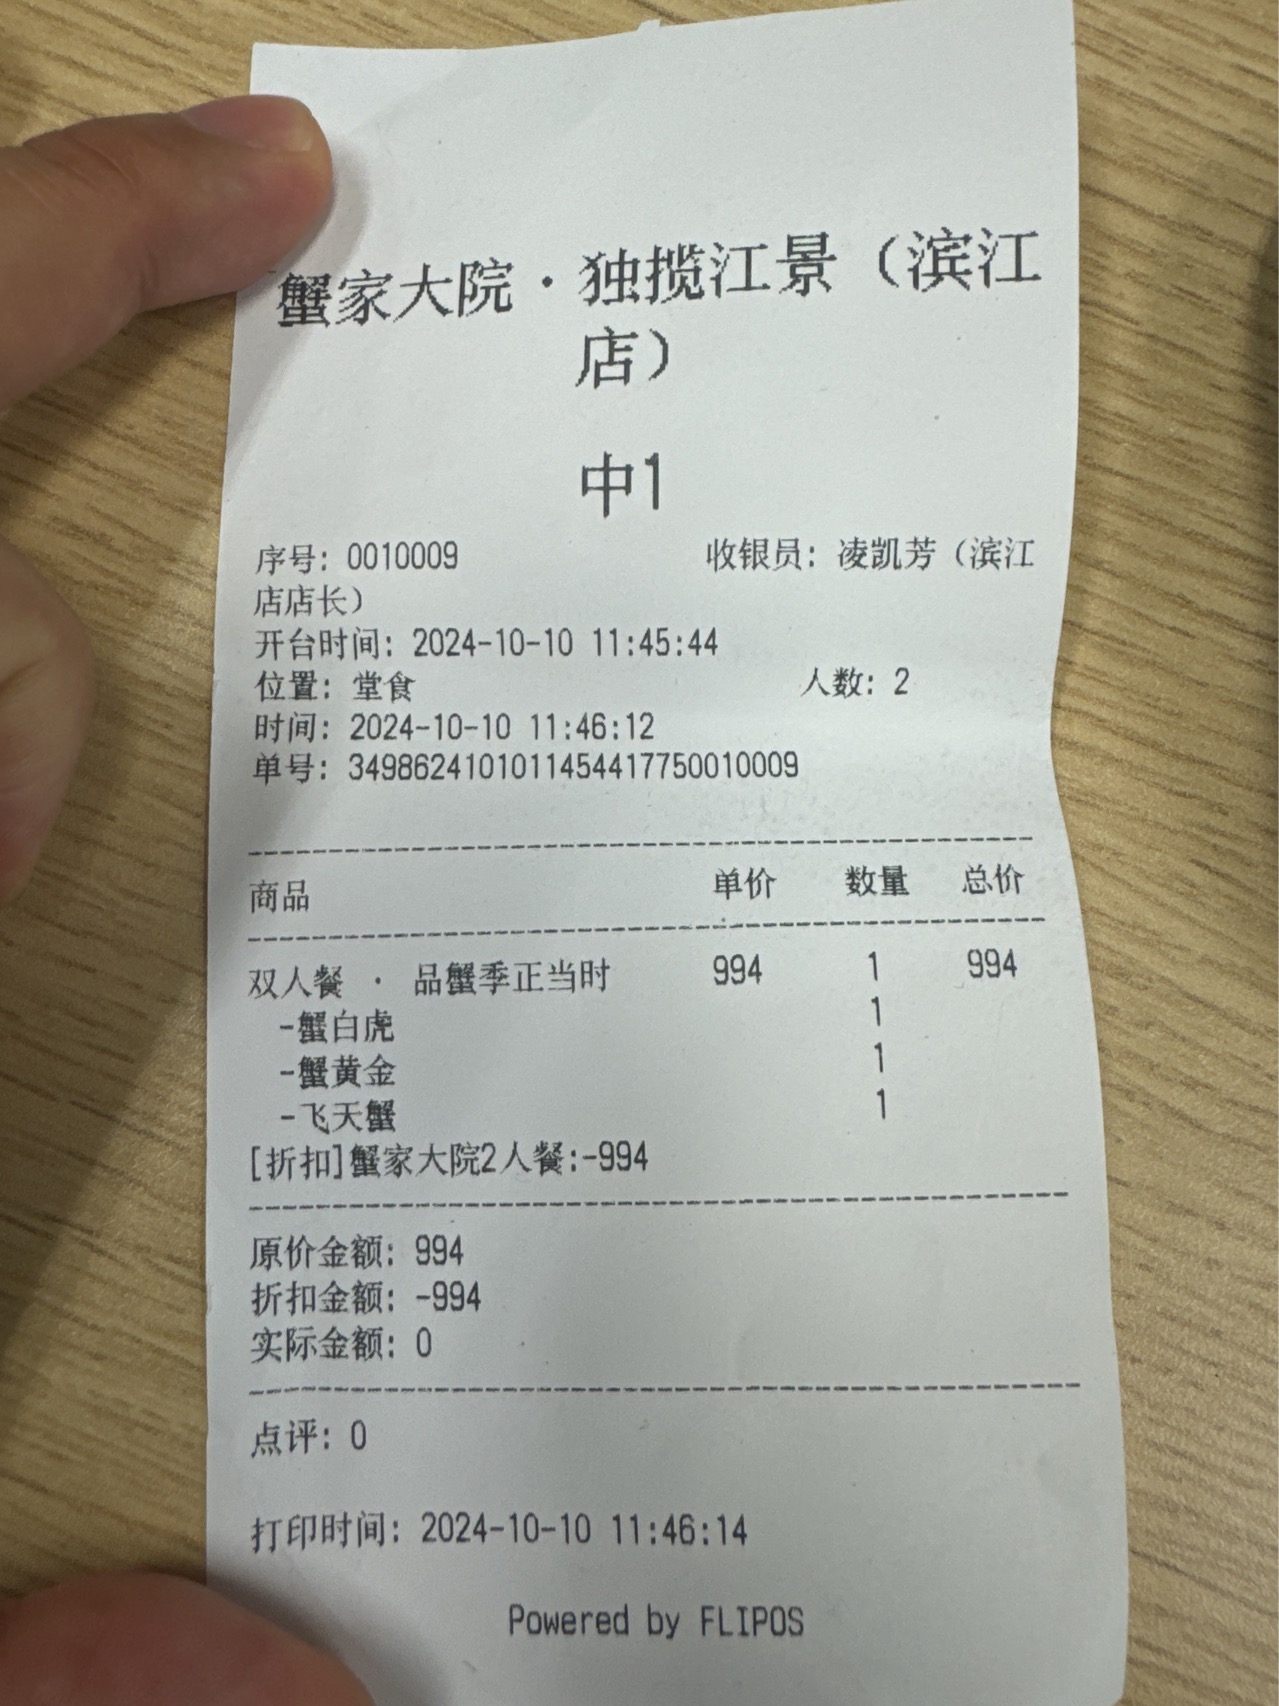 蟹家大院·独揽江景（滨江
店）
中1
序号: 0010009 收银员: 凌凯芳（滨江
店店长）
开台时间: 2024-10-10 11:45:44
位置: 堂食 人数: 2
时间: 2024-10-10 11:46:12
单号: 3498624101011454417750010009
商品 单价 数量 总价
双人餐 · 品蟹季正当时 994 1 994
-蟹白虎 1
-蟹黄金 1
-飞天蟹 1
[折扣]蟹家大院2人餐:-994
原价金额: 994
折扣金额: -994
实际金额: 0
点评: 0
打印时间: 2024-10-10 11:46:14
Powered by FLIPOS